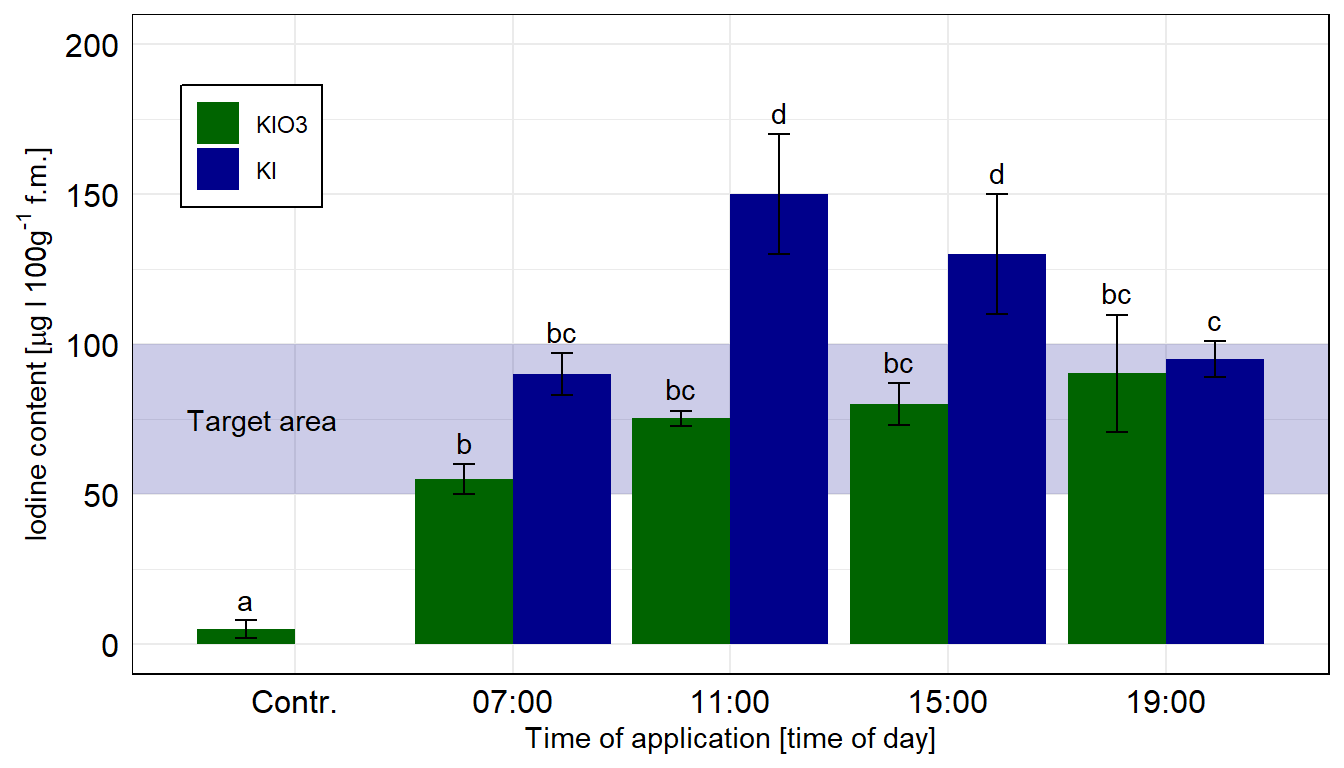 200
150
100
50
0
Iodine content [µg I 100g⁻¹ f.m.]
KIO3
KI
Target area
a
b
bc
bc
d
bc
d
bc
c
Contr. 07:00 11:00 15:00 19:00
Time of application [time of day]